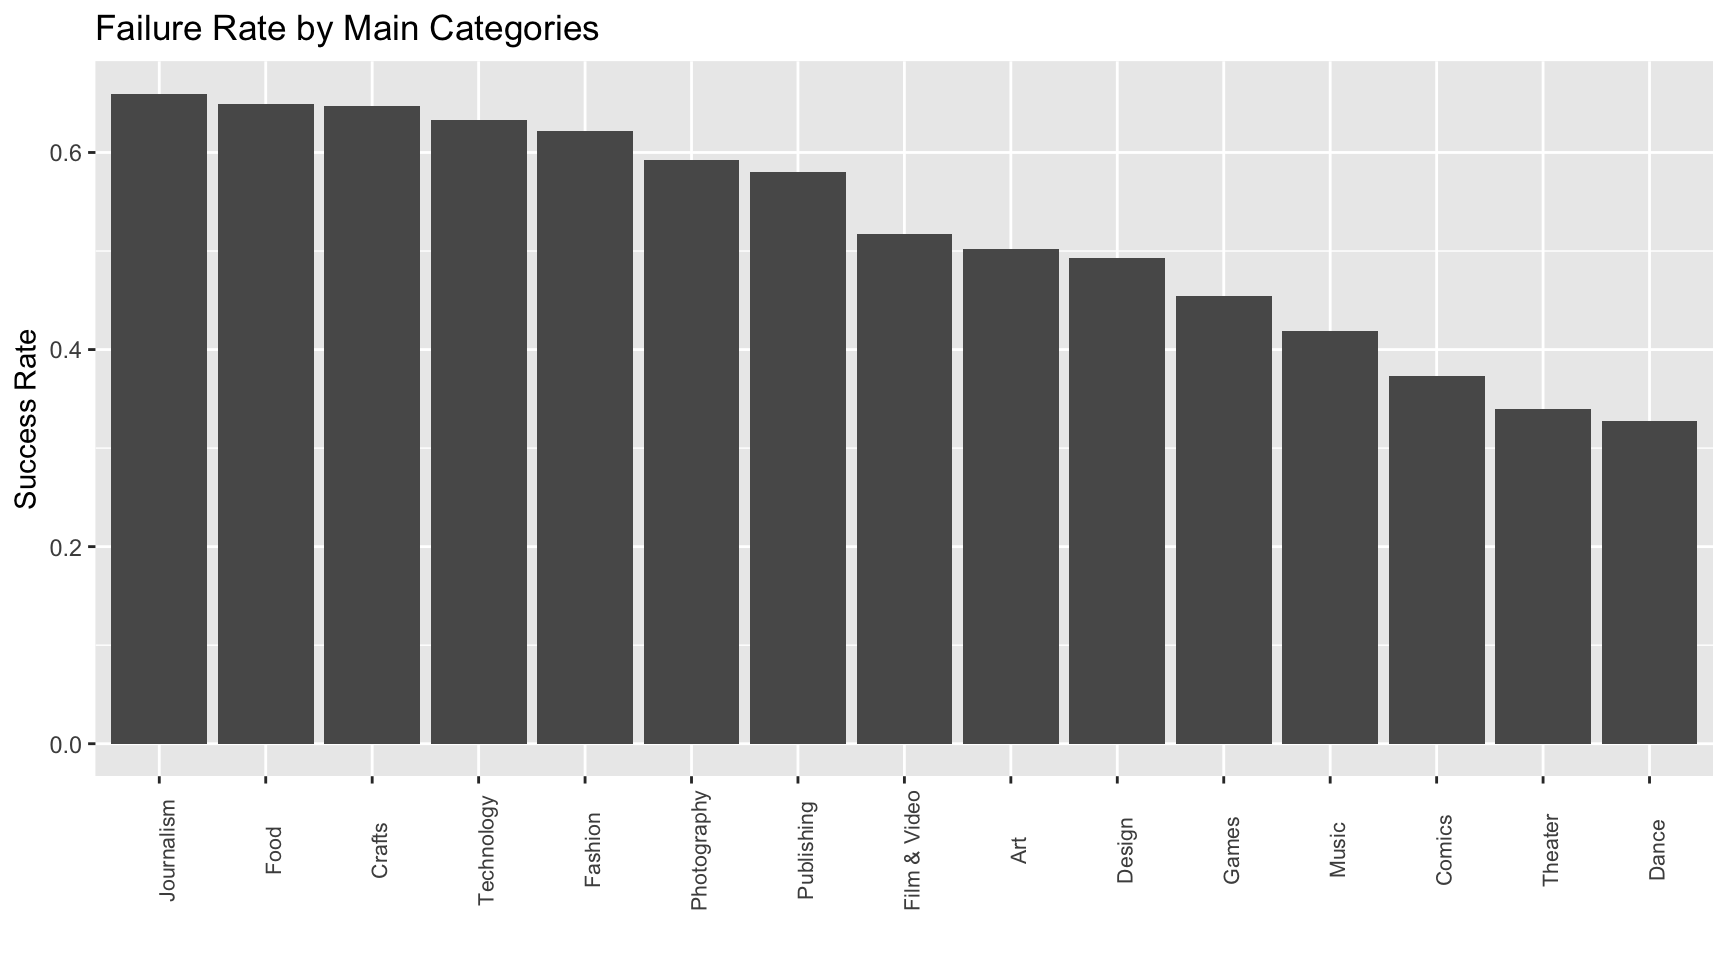 Failure Rate by Main Categories
Success Rate
0.6
0.4
0.2
0.0
Journalism
Food
Crafts
Technology
Fashion
Photography
Publishing
Film & Video
Art
Design
Games
Music
Comics
Theater
Dance